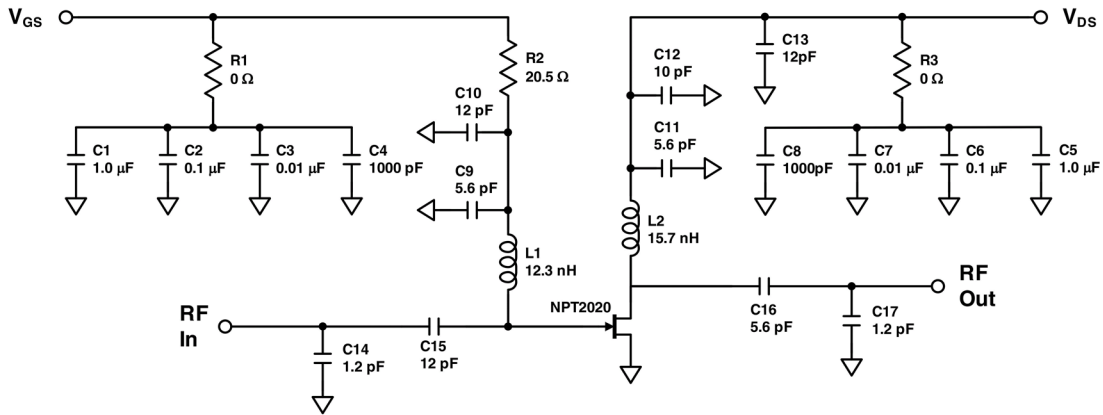 V_GS
V_DS
R1
0 Ω
R2
20.5 Ω
C12
10 pF
C13
12pF
R3
0 Ω
C10
12 pF
C11
5.6 pF
C1
1.0 µF
C2
0.1 µF
C3
0.01 µF
C4
1000 pF
C9
5.6 pF
C8
1000pF
C7
0.01 µF
C6
0.1 µF
C5
1.0 µF
L1
12.3 nH
L2
15.7 nH
RF
In
C14
1.2 pF
C15
12 pF
NPT2020
C16
5.6 pF
C17
1.2 pF
RF
Out